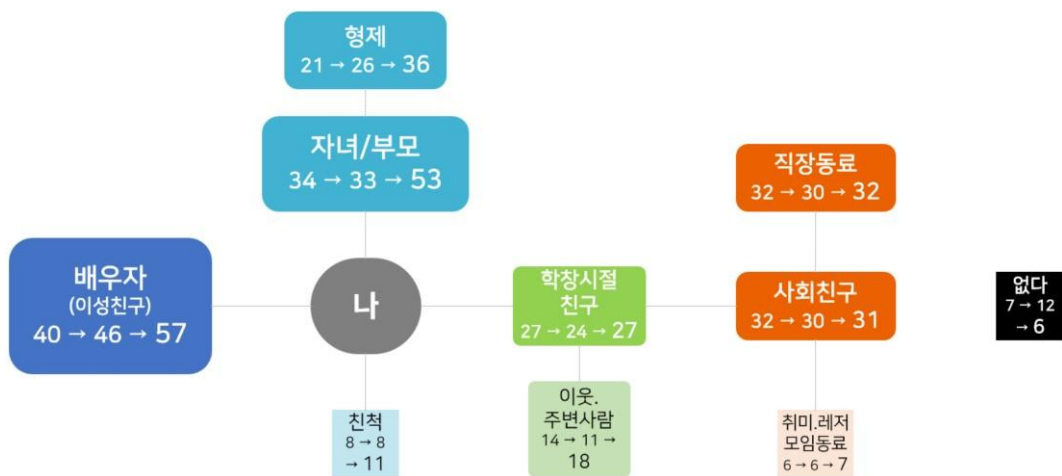 형제
21 → 26 → 36
자녀/부모
34 → 33 → 53
직장동료
32 → 30 → 32
배우자
(이성친구)
40 → 46 → 57
나
학창시절
친구
27 → 24 → 27
사회친구
32 → 30 → 31
없다
7 → 12
→ 6
친척
8 → 8
→ 11
이웃.
주변사람
14 → 11 →
18
취미.레저
모임동료
6 → 6 → 7